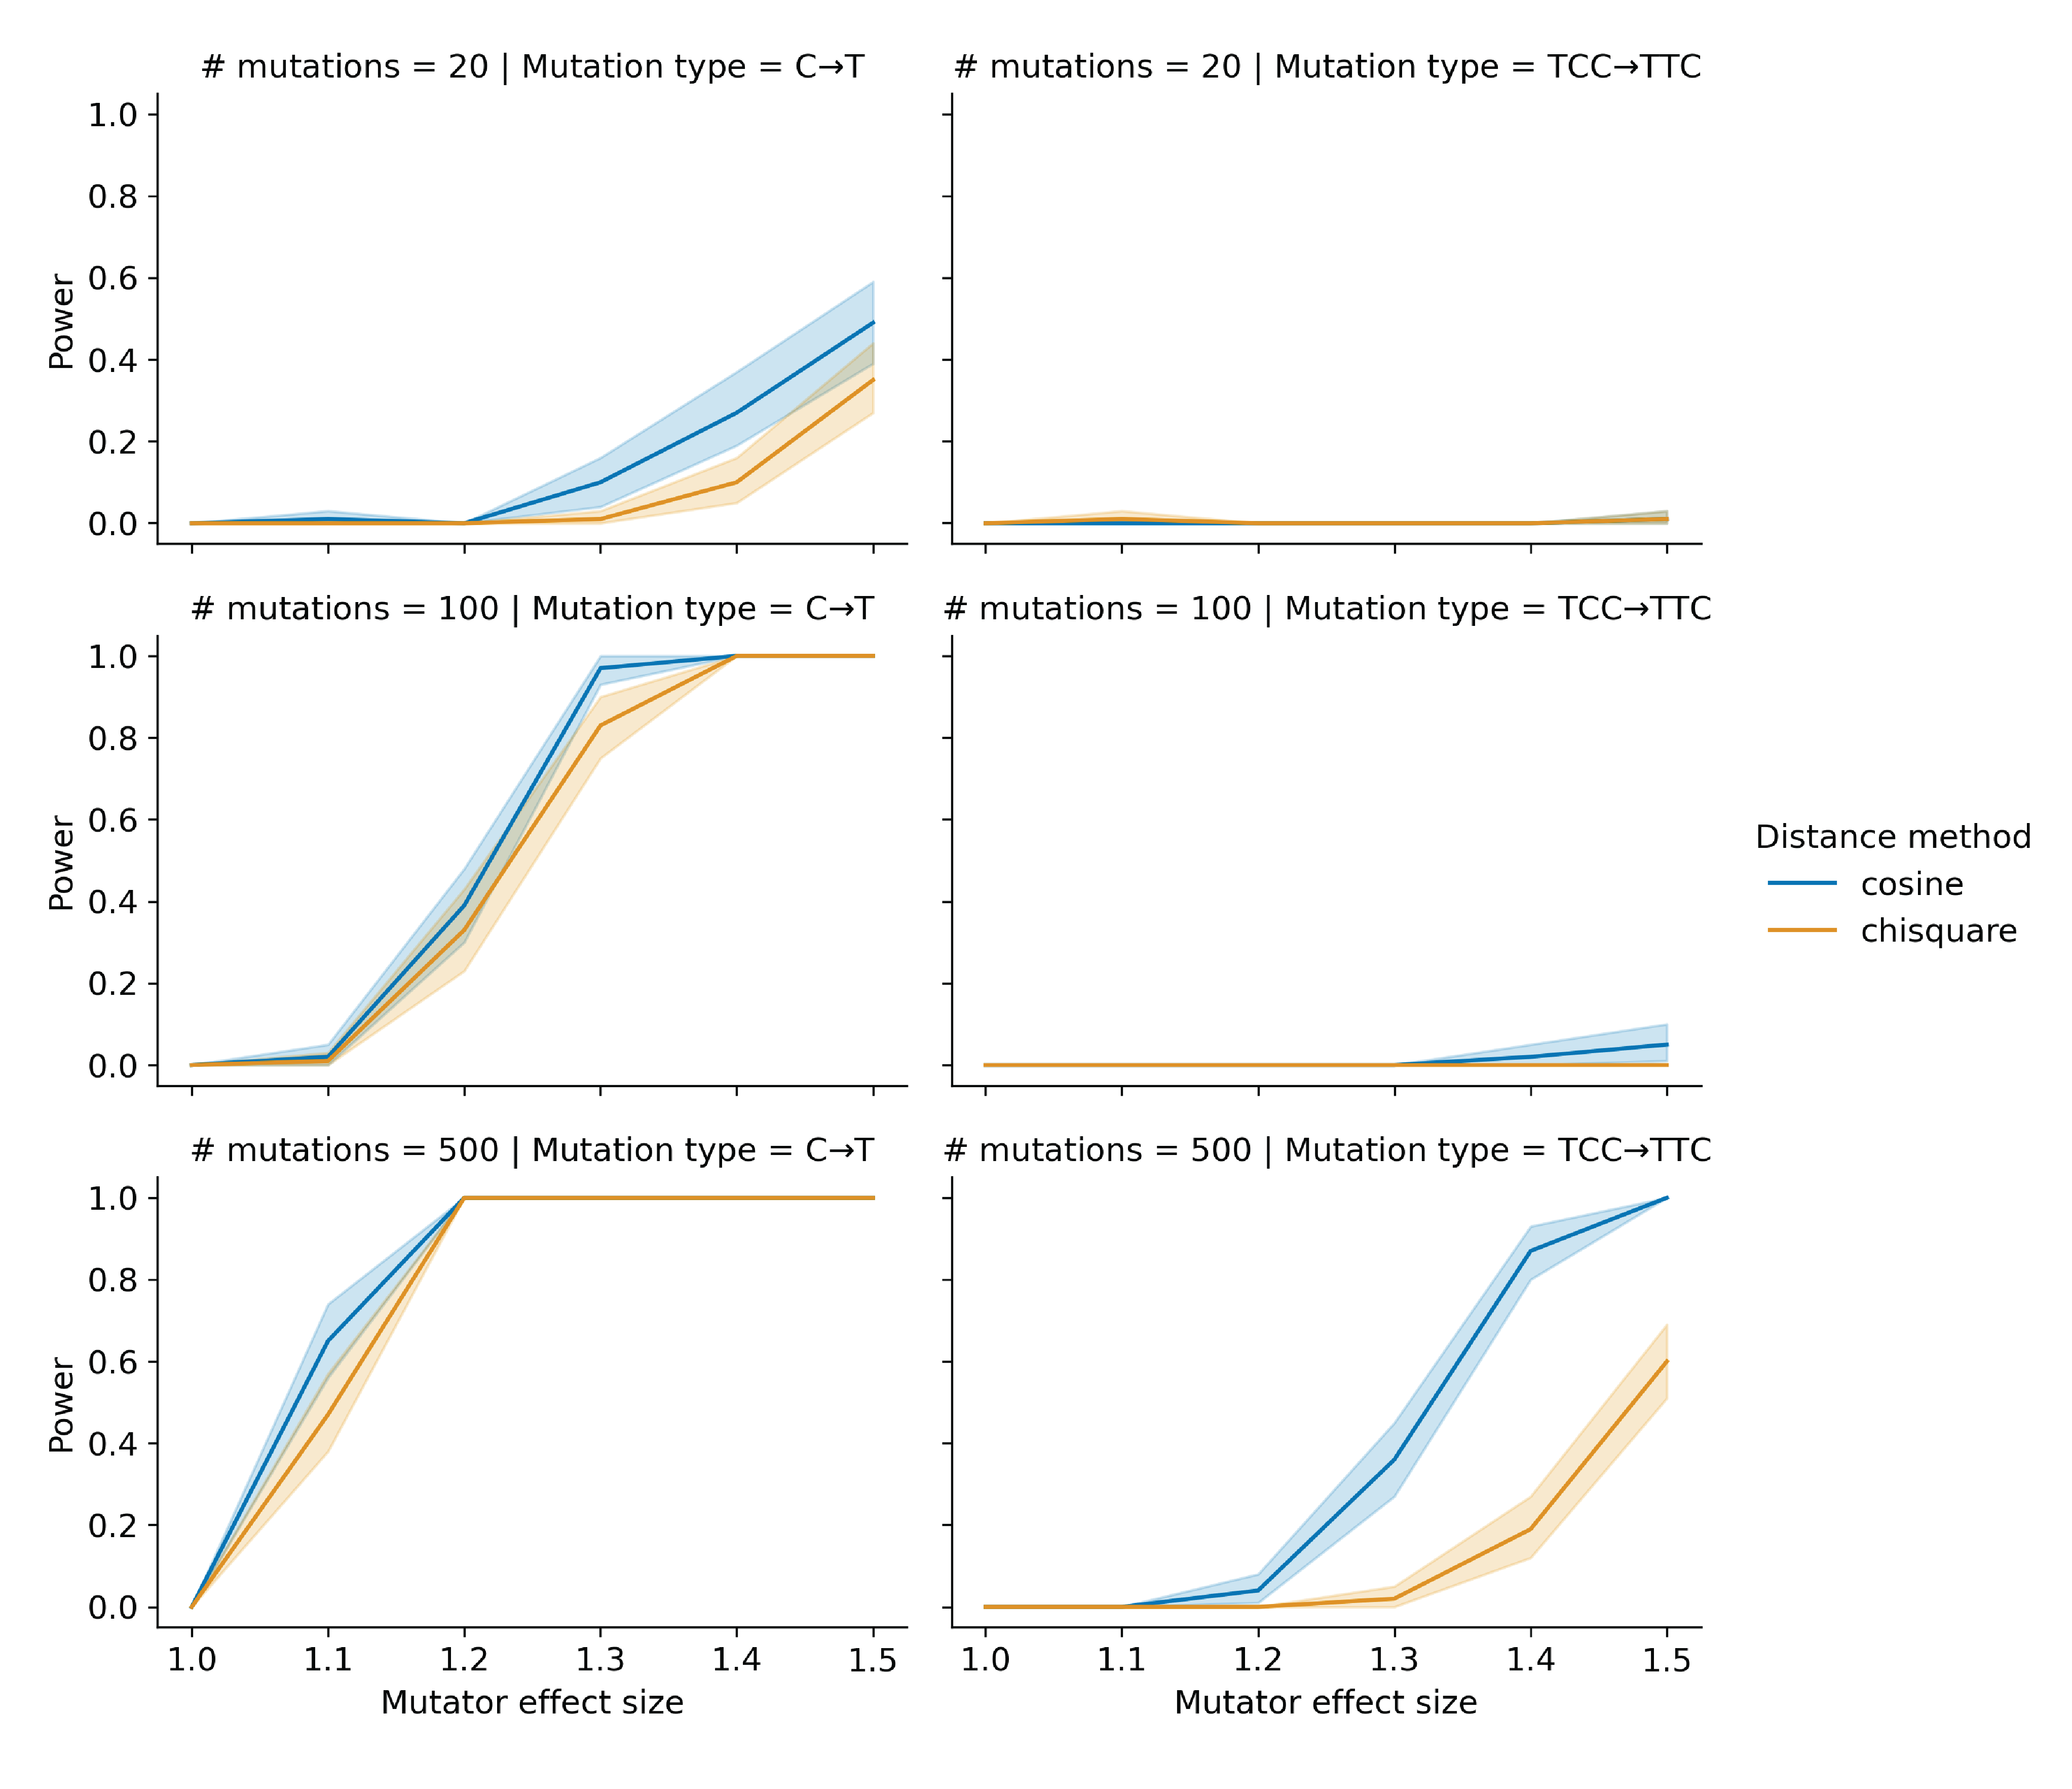 # mutations = 20 | Mutation type = C→T
# mutations = 20 | Mutation type = TCC→TTC
1.0
0.8
0.6
0.4
0.2
0.0
Power
# mutations = 100 | Mutation type = C→T
# mutations = 100 | Mutation type = TCC→TTC
1.0
0.8
0.6
0.4
0.2
0.0
Power
Distance method
cosine
chisquare
# mutations = 500 | Mutation type = C→T
# mutations = 500 | Mutation type = TCC→TTC
1.0
0.8
0.6
0.4
0.2
0.0
Power
1.0 1.1 1.2 1.3 1.4 1.5
Mutator effect size
1.0 1.1 1.2 1.3 1.4 1.5
Mutator effect size